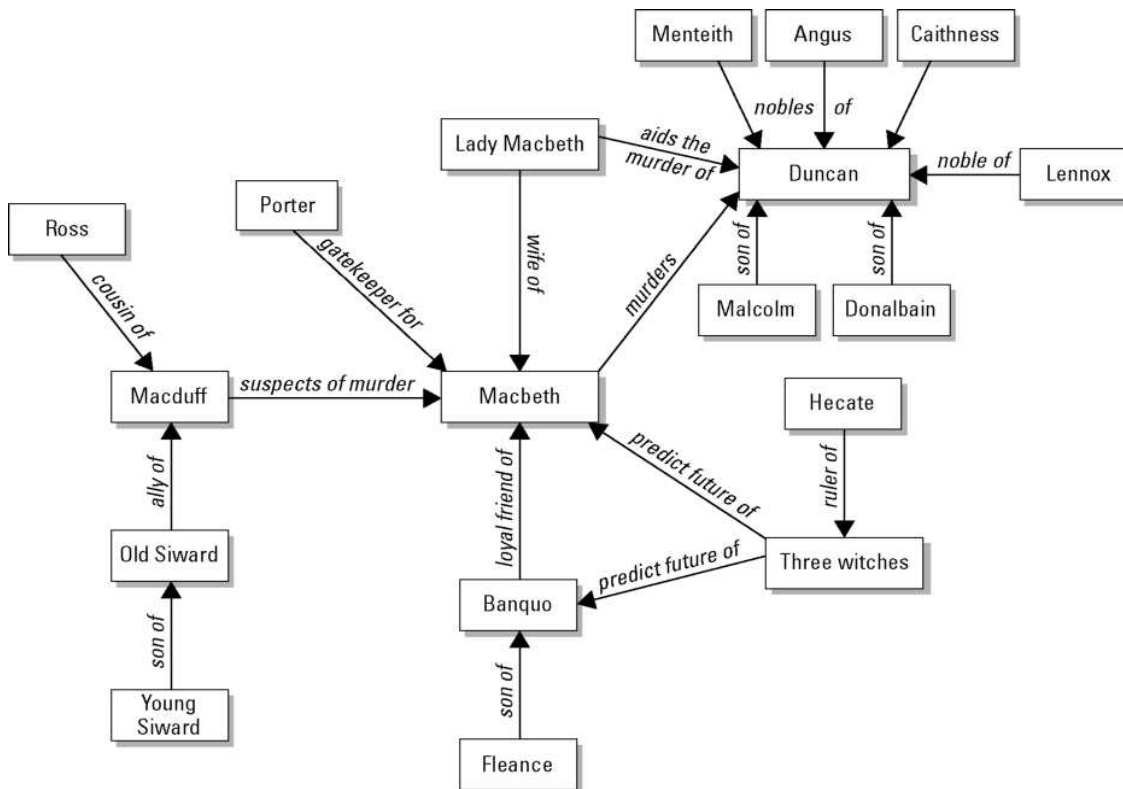 Menteith
Angus
Caithness
nobles of
Lady Macbeth
aids the
murder of
Duncan
noble of
Lennox
Porter
Ross
gatekeeper for
wife of
murders
son of
son of
cousin of
Malcolm
Donalbain
Macduff
suspects of murder
Macbeth
Hecate
ally of
loyal friend of
predict future of
ruler of
Old Siward
predict future of
Three witches
Banquo
son of
son of
Young
Siward
Fleance